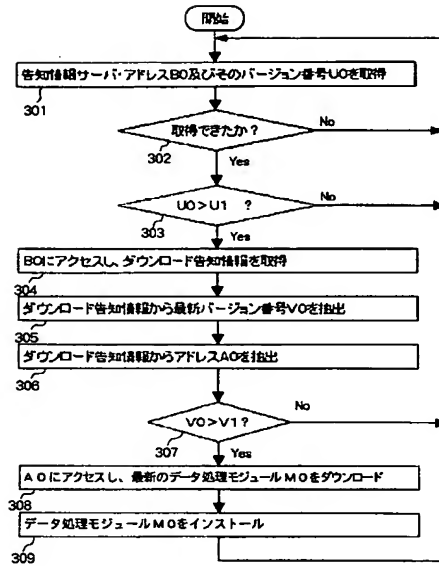 開始
告知情報サーバ・アドレスB0及びそのバージョン番号U0を取得
301
取得できたか？
No
302
Yes
U0>U1 ?
No
303
Yes
B0にアクセスし、ダウンロード告知情報を取得
304
ダウンロード告知情報から最新バージョン番号V0を抽出
305
ダウンロード告知情報からアドレスA0を抽出
306
V0>V1?
No
307
Yes
A0にアクセスし、最新のデータ処理モジュールM0をダウンロード
308
データ処理モジュールM0をインストール
309